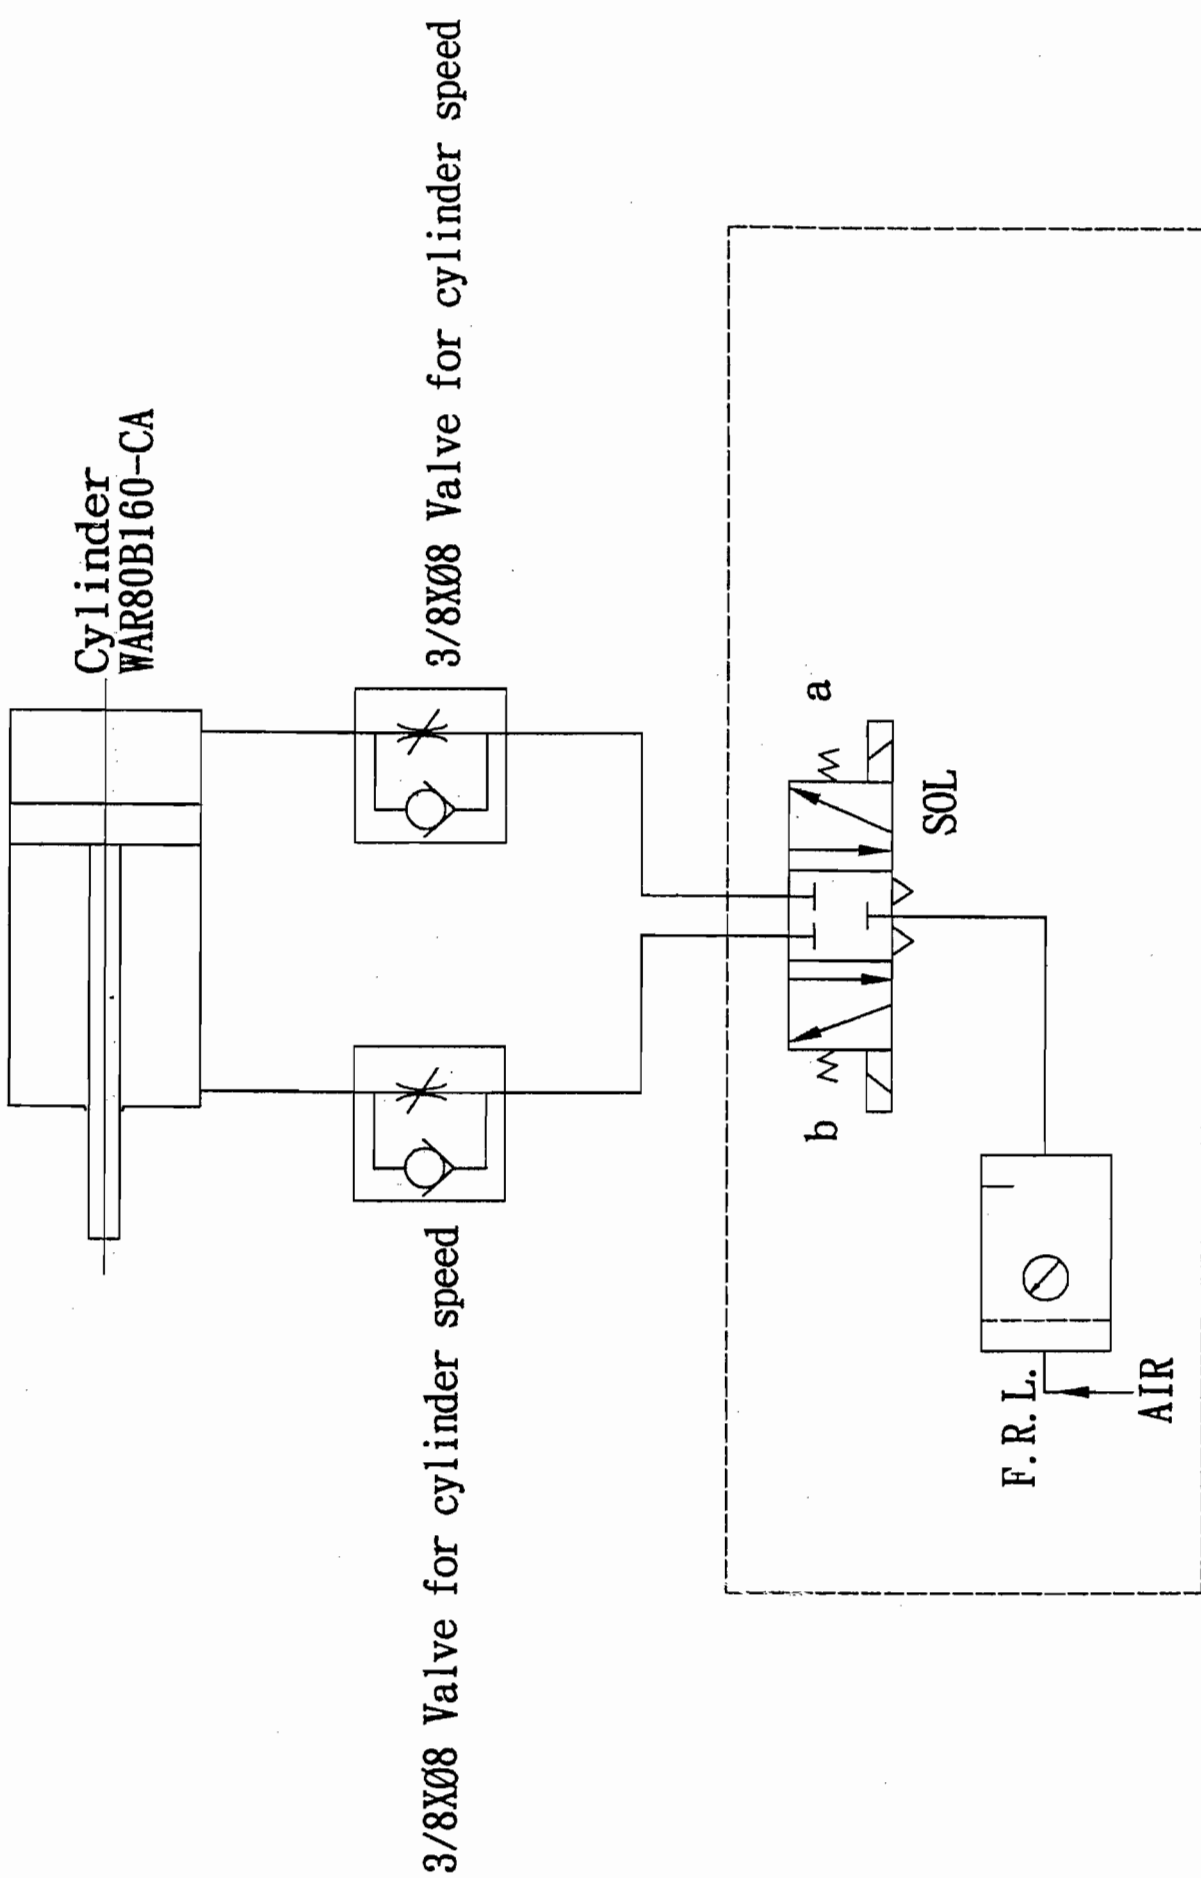 Cylinder
WAR80B160-CA
3/8XØ8 Valve for cylinder speed
3/8XØ8 Valve for cylinder speed
b
a
SOL
F.R.L.
AIR